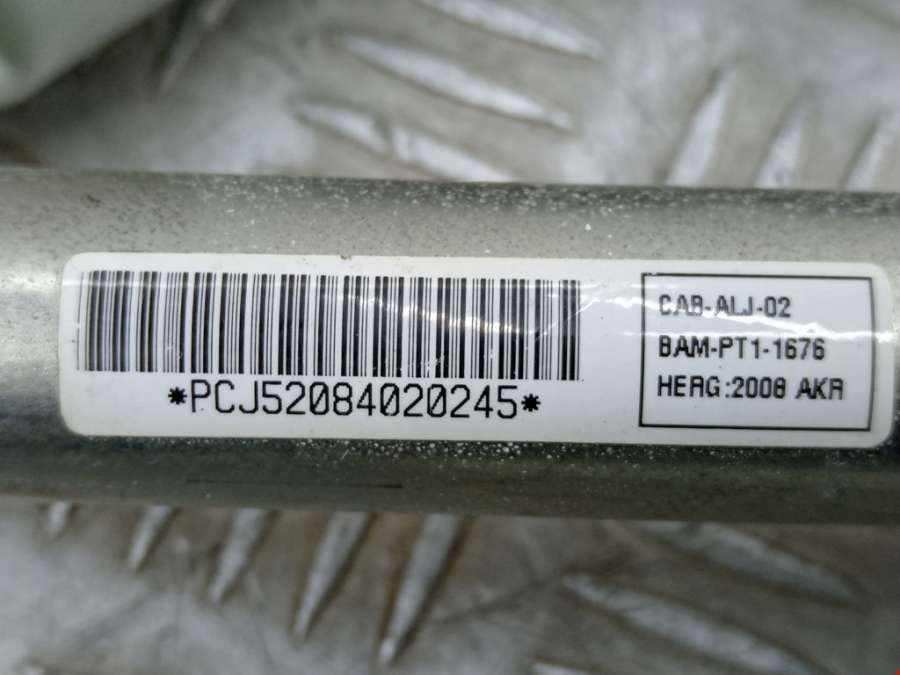 *PCJ52084020245*
CAB-ALJ-02
BAM-PT1-1676
HERG:2008 AKR